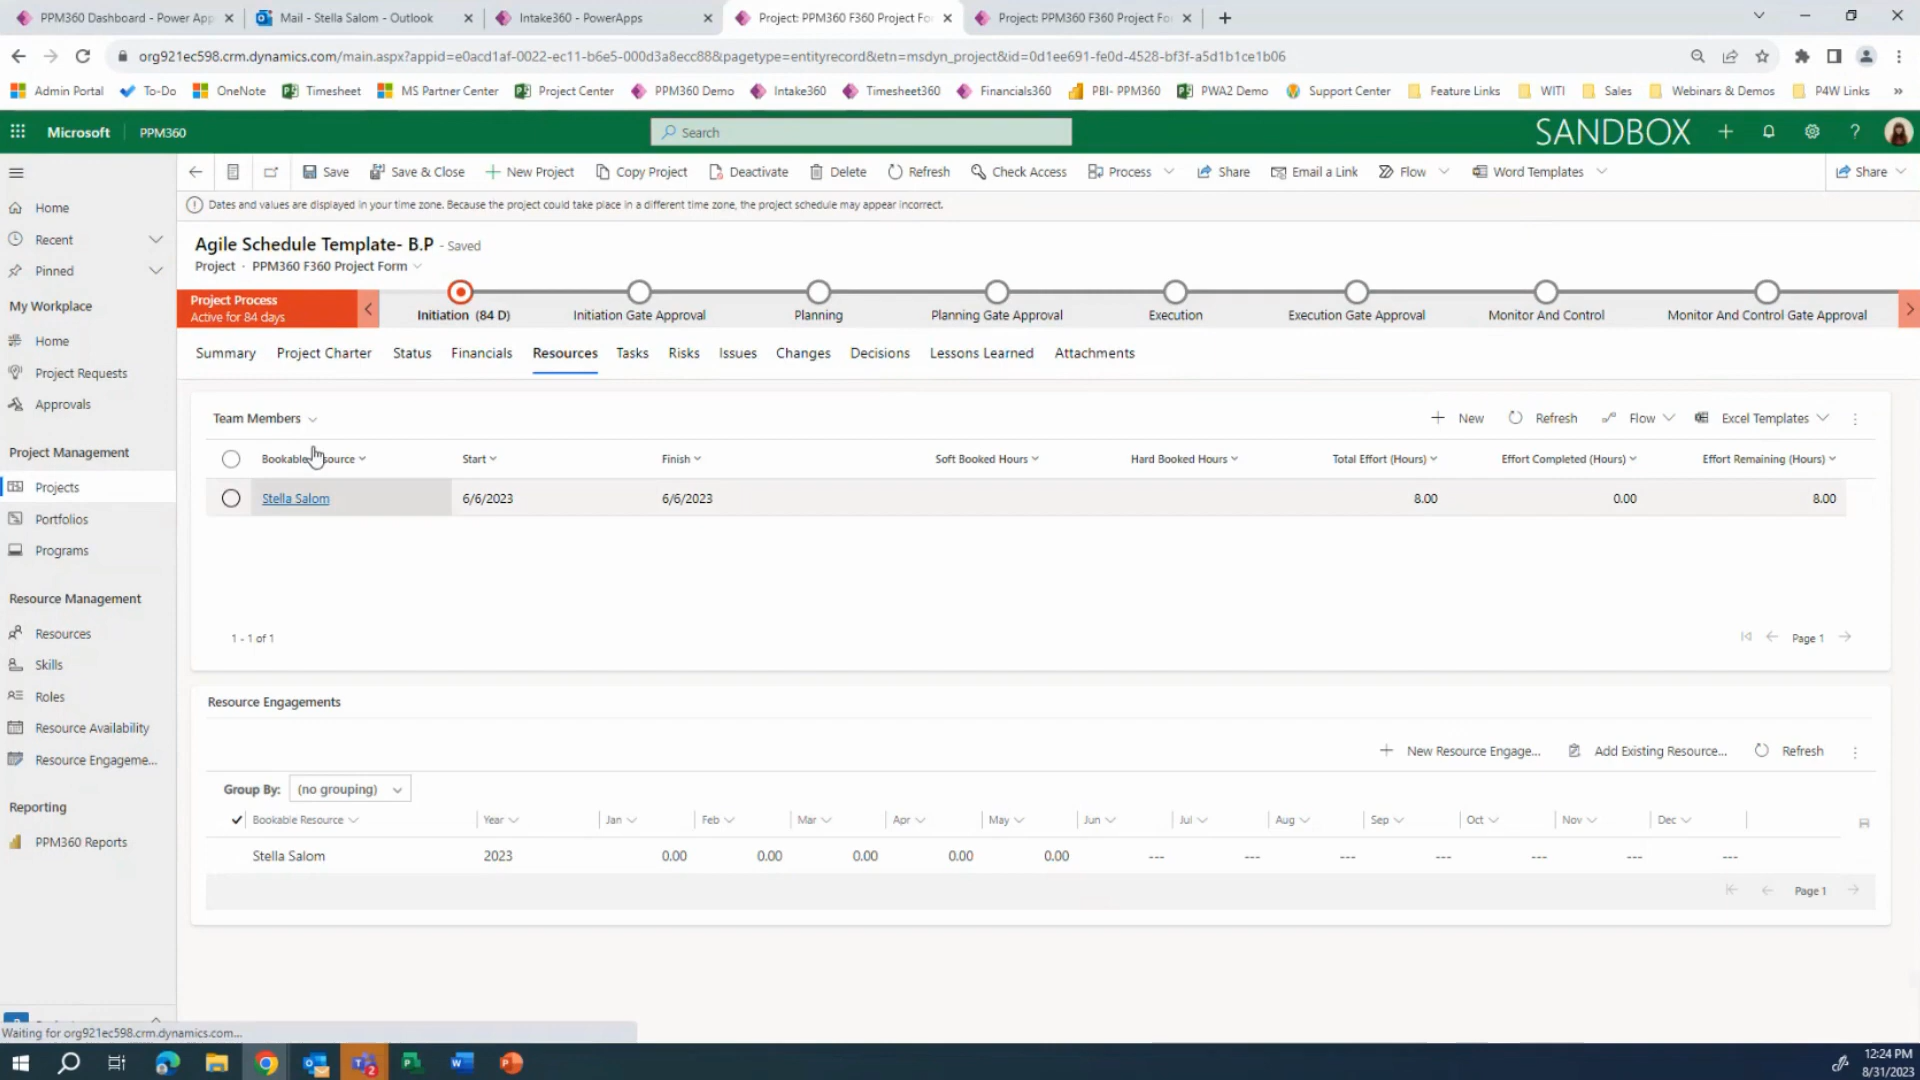 PPM360 Dashboard - Power App
Mail - Stella Salom - Outlook
Intake360 - PowerApps
Project: PPM360 F360 Project Fo
Project: PPM360 F360 Project Fo
org921ec598.crm.dynamics.com/main.aspx?appid=e0acd1af-0022-ec11-b6e5-000d3a8ecc88&pagetype=entityrecord&etn=msdyn_project&id=0d1ee691-fe0d-4528-bf3f-a5d1b1ce1b06
Admin Portal To-Do OneNote Timesheet MS Partner Center Project Center PPM360 Demo Intake360 Timesheet360 Financials360 PBI- PPM360 PWA2 Demo Support Center Feature Links WITI Sales Webinars & Demos P4W Links »
Microsoft PPM360 Search SANDBOX
Save Save & Close New Project Copy Project Deactivate Delete Refresh Check Access Process Share Email a Link Flow Word Templates Share
Dates and values are displayed in your time zone. Because the project could take place in a different time zone, the project schedule may appear incorrect.
Agile Schedule Template- B.P - Saved
Project · PPM360 F360 Project Form
Project Process
Active for 84 days
Initiation (84 D) Initiation Gate Approval Planning Planning Gate Approval Execution Execution Gate Approval Monitor And Control Monitor And Control Gate Approval
Summary Project Charter Status Financials Resources Tasks Risks Issues Changes Decisions Lessons Learned Attachments
Home
Recent
Pinned
My Workplace
Home
Project Requests
Approvals
Project Management
Projects
Portfolios
Programs
Resource Management
Resources
Skills
Roles
Resource Availability
Resource Engageme...
Reporting
PPM360 Reports
Team Members New Refresh Flow Excel Templates
Start Finish Soft Booked Hours Hard Booked Hours Total Effort (Hours) Effort Completed (Hours) Effort Remaining (Hours)
Stella Salom 6/6/2023 6/6/2023 8.00 0.00 8.00
1 - 1 of 1 Page 1
Resource Engagements
New Resource Engage... Add Existing Resource... Refresh
Group By: (no grouping)
Bookable Resource Year Jan Feb Mar Apr May Jun Jul Aug Sep Oct Nov Dec
Stella Salom 2023 0.00 0.00 0.00 0.00 0.00 --- --- --- --- --- --- ---
Page 1
Waiting for org921ec598.crm.dynamics.com...
12:24 PM
8/31/2023